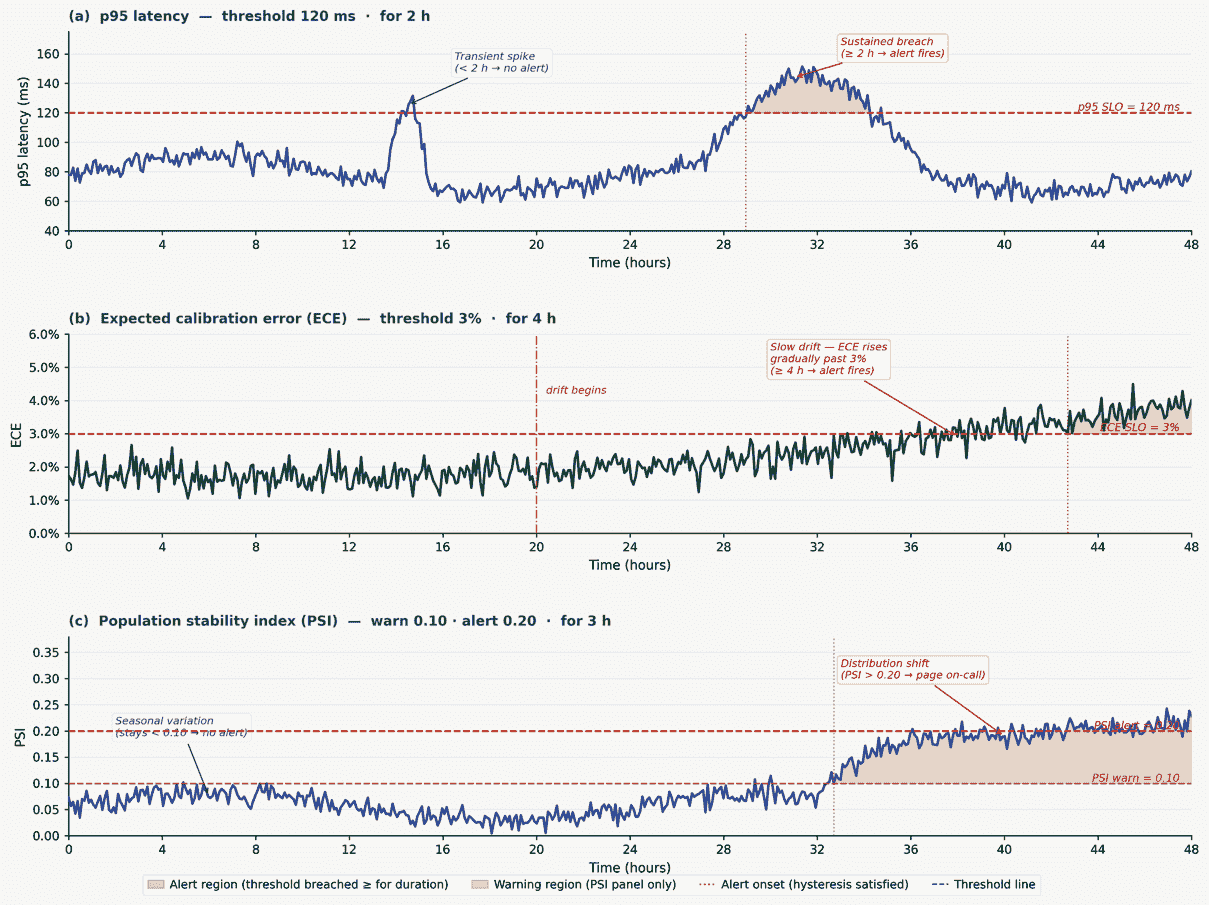 (a)  p95 latency  —  threshold 120 ms  ·  for 2 h
Transient spike
(< 2 h → no alert)
Sustained breach
(≥ 2 h → alert fires)
p95 SLO = 120 ms
p95 latency (ms)
160
140
120
100
80
60
40
0 4 8 12 16 20 24 28 32 36 40 44 48
Time (hours)
(b)  Expected calibration error (ECE)  —  threshold 3%  ·  for 4 h
Slow drift — ECE rises
gradually past 3%
(≥ 4 h → alert fires)
drift begins
ECE SLO = 3%
ECE
6.0%
5.0%
4.0%
3.0%
2.0%
1.0%
0.0%
0 4 8 12 16 20 24 28 32 36 40 44 48
Time (hours)
(c)  Population stability index (PSI)  —  warn 0.10 · alert 0.20  ·  for 3 h
Distribution shift
(PSI > 0.20 → page on-call)
Seasonal variation
(stays < 0.10 → no alert)
PSI alert = 0.20
PSI warn = 0.10
PSI
0.35
0.30
0.25
0.20
0.15
0.10
0.05
0.00
0 4 8 12 16 20 24 28 32 36 40 44 48
Time (hours)
Alert region (threshold breached ≥ for duration)
Warning region (PSI panel only)
Alert onset (hysteresis satisfied)
Threshold line